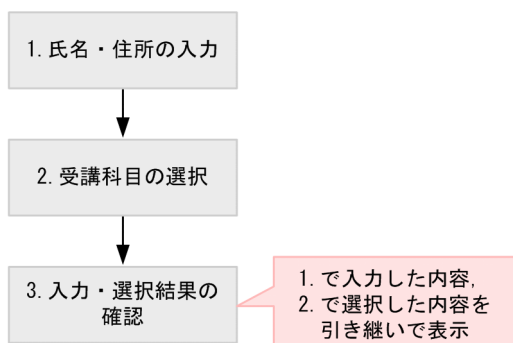 1. 氏名・住所の入力
2. 受講科目の選択
3. 入力・選択結果の
確認
1. で入力した内容,
2. で選択した内容を
引き継いで表示